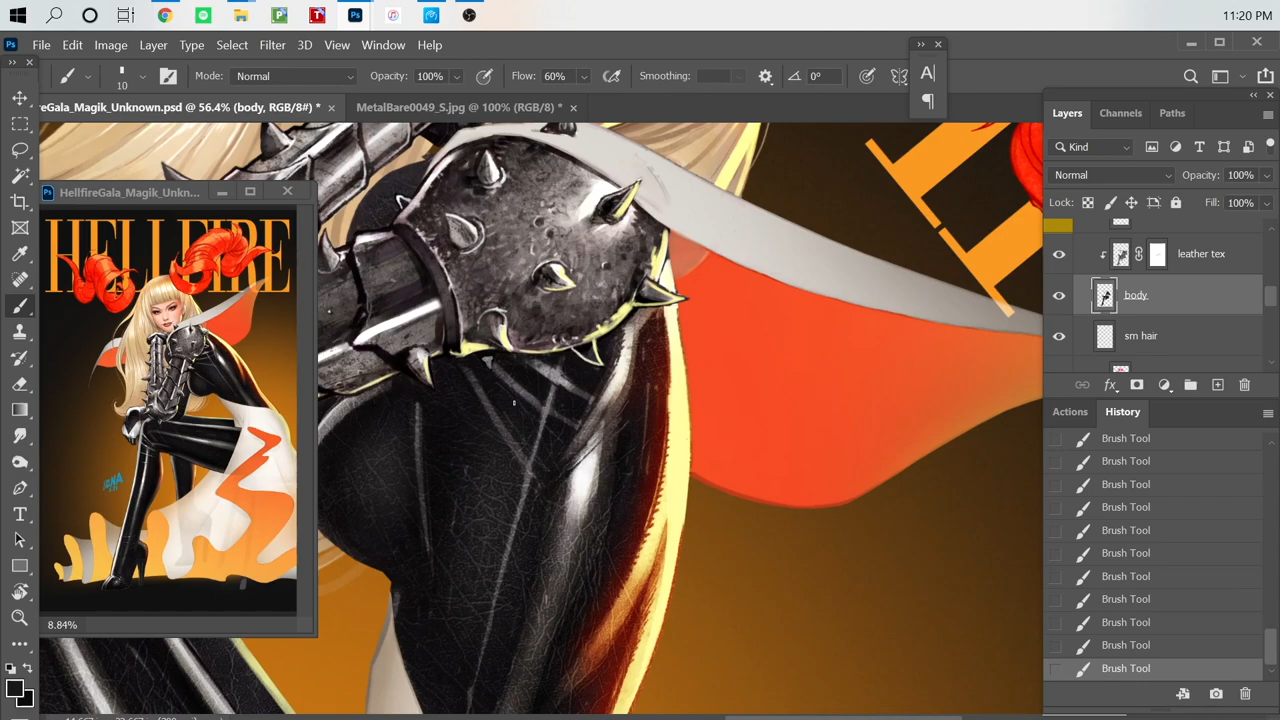 11:20 PM
Ps
File Edit Image Layer Type Select Filter 3D View Window Help
10
Mode: Normal Opacity: 100% Flow: 60% Smoothing: 0°
reGala_Magik_Unknown.psd @ 56.4% (body, RGB/8#) * MetalBare0049_S.jpg @ 100% (RGB/8) *
Layers Channels Paths
Kind
Normal Opacity: 100%
Lock: Fill: 100%
leather tex
body
sm hair
fx
Actions History
Brush Tool
Brush Tool
Brush Tool
Brush Tool
Brush Tool
Brush Tool
Brush Tool
Brush Tool
Brush Tool
Brush Tool
Brush Tool
Ps HellfireGala_Magik_Unkn...
HELLFIRE
8.84%